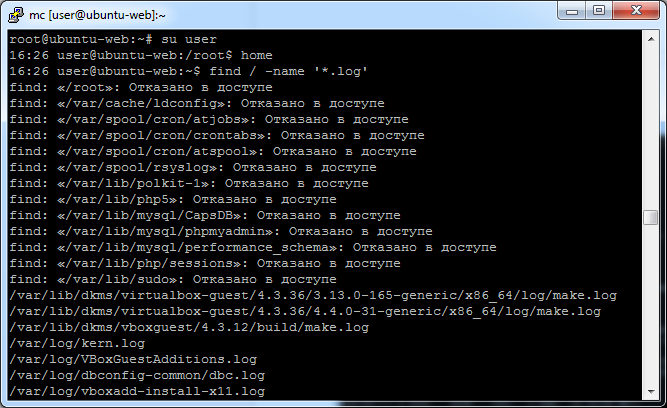 mc [user@ubuntu-web]:~
root@ubuntu-web:~# su user
16:26 user@ubuntu-web:/root$ home
16:26 user@ubuntu-web:~$ find / -name '*.log'
find: «/root»: Отказано в доступе
find: «/var/cache/ldconfig»: Отказано в доступе
find: «/var/spool/cron/atjobs»: Отказано в доступе
find: «/var/spool/cron/crontabs»: Отказано в доступе
find: «/var/spool/cron/atspool»: Отказано в доступе
find: «/var/spool/rsyslog»: Отказано в доступе
find: «/var/lib/polkit-1»: Отказано в доступе
find: «/var/lib/php5»: Отказано в доступе
find: «/var/lib/mysql/CapsDB»: Отказано в доступе
find: «/var/lib/mysql/phpmyadmin»: Отказано в доступе
find: «/var/lib/mysql/performance_schema»: Отказано в доступе
find: «/var/lib/php/sessions»: Отказано в доступе
find: «/var/lib/sudo»: Отказано в доступе
/var/lib/dkms/virtualbox-guest/4.3.36/3.13.0-165-generic/x86_64/log/make.log
/var/lib/dkms/virtualbox-guest/4.3.36/4.4.0-31-generic/x86_64/log/make.log
/var/lib/dkms/vboxguest/4.3.12/build/make.log
/var/log/kern.log
/var/log/VBoxGuestAdditions.log
/var/log/dbconfig-common/dbc.log
/var/log/vboxadd-install-x11.log